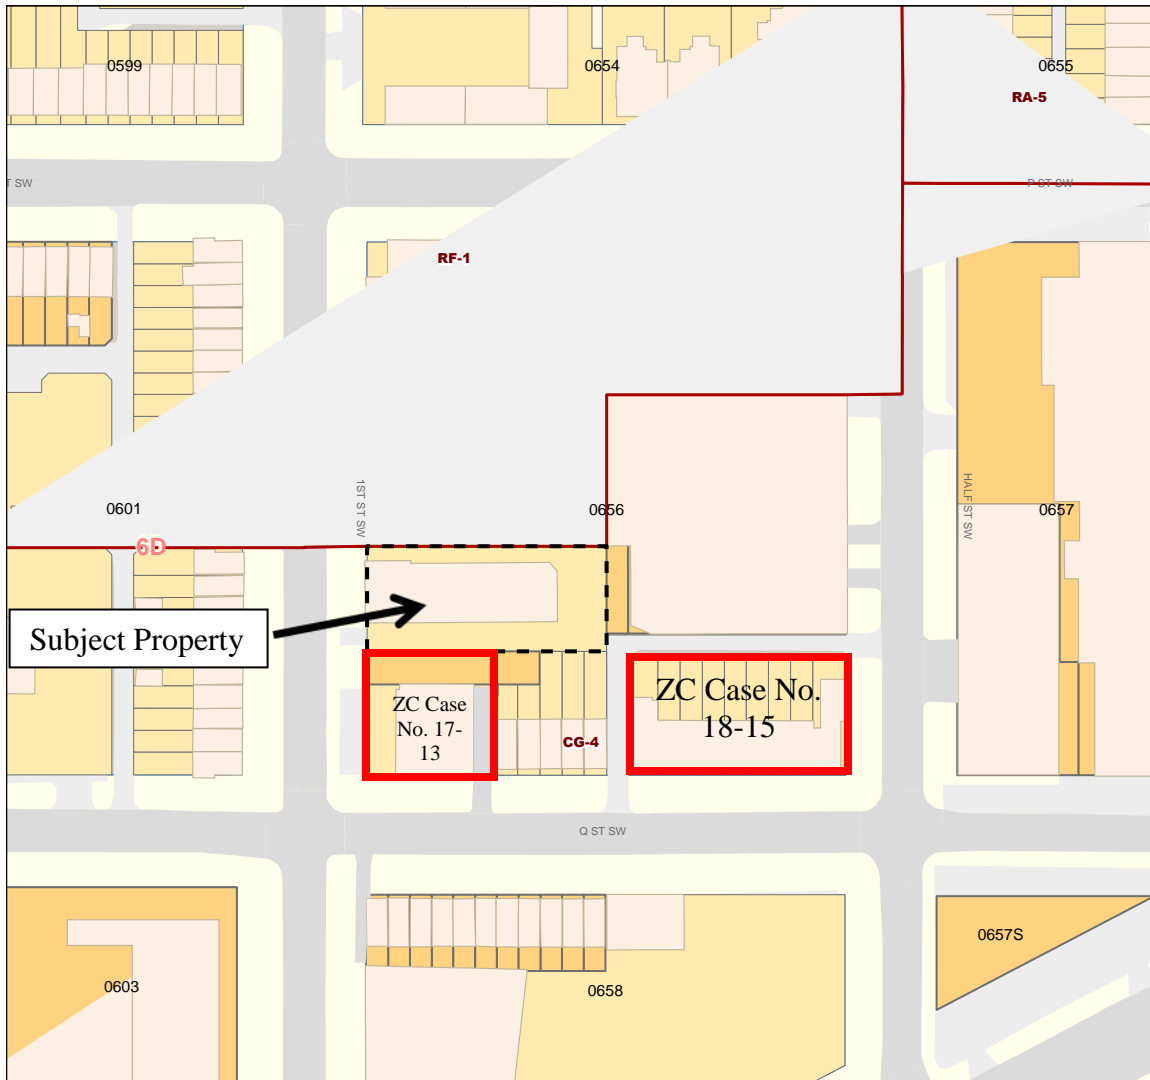 0599
0654
0655
RA-5
T SW
P ST SW
RF-1
1ST ST SW
HALF ST SW
0601
0656
0657
6D
Subject Property
ZC Case
No. 17-
13
ZC Case No.
18-15
CG-4
Q ST SW
0657S
0603
0658